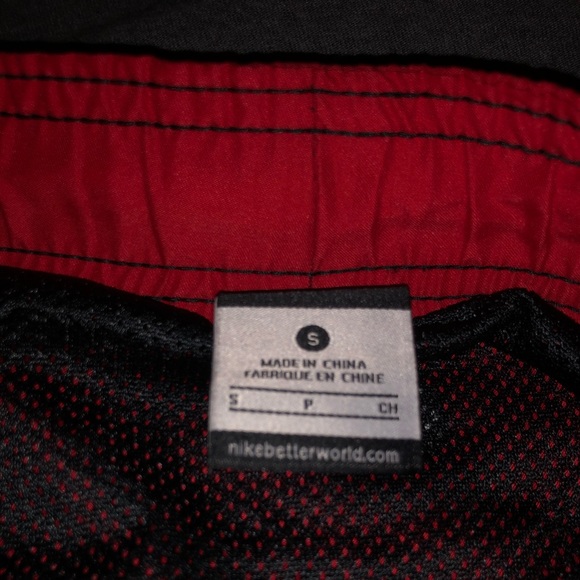 S
MADE IN CHINA
FABRIQUE EN CHINE
S P CH
nikebetterworld.com